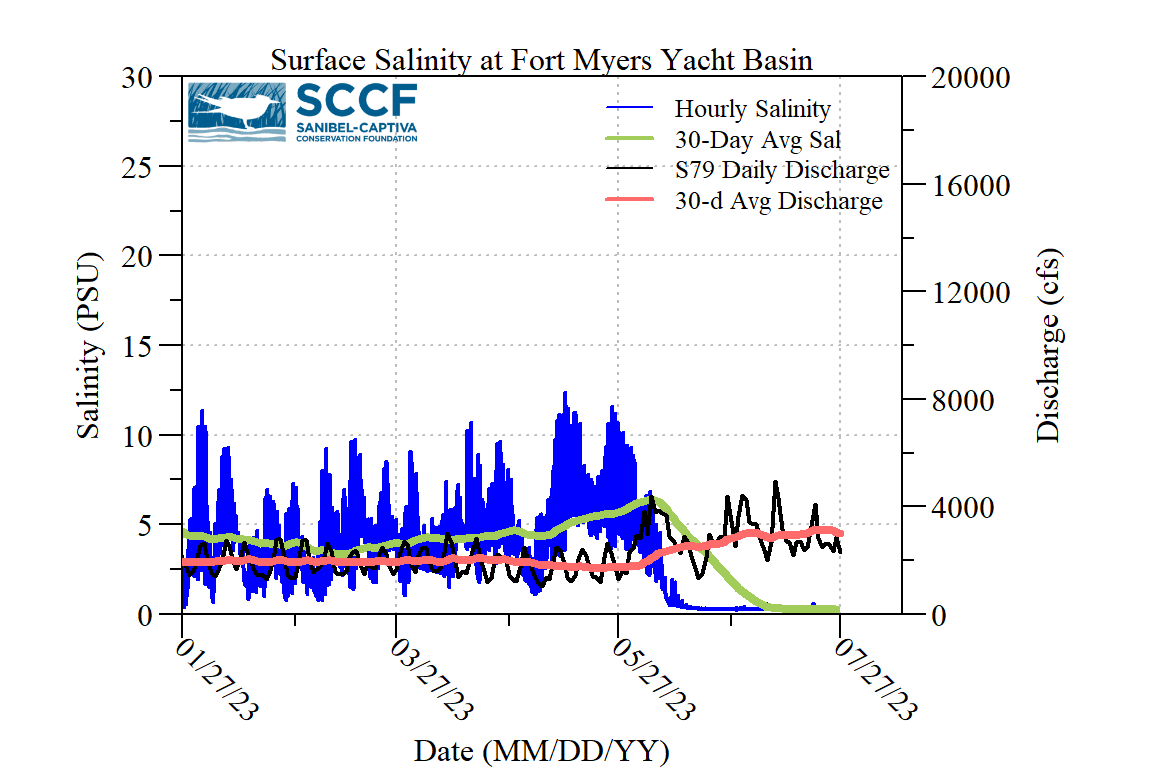 Surface Salinity at Fort Myers Yacht Basin
SCCF
SANIBEL-CAPTIVA
CONSERVATION FOUNDATION
Hourly Salinity
30-Day Avg Sal
S79 Daily Discharge
30-d Avg Discharge
Salinity (PSU)
30
25
20
15
10
5
0
Discharge (cfs)
20000
16000
12000
8000
4000
0
01/27/23
03/27/23
05/27/23
07/27/23
Date (MM/DD/YY)